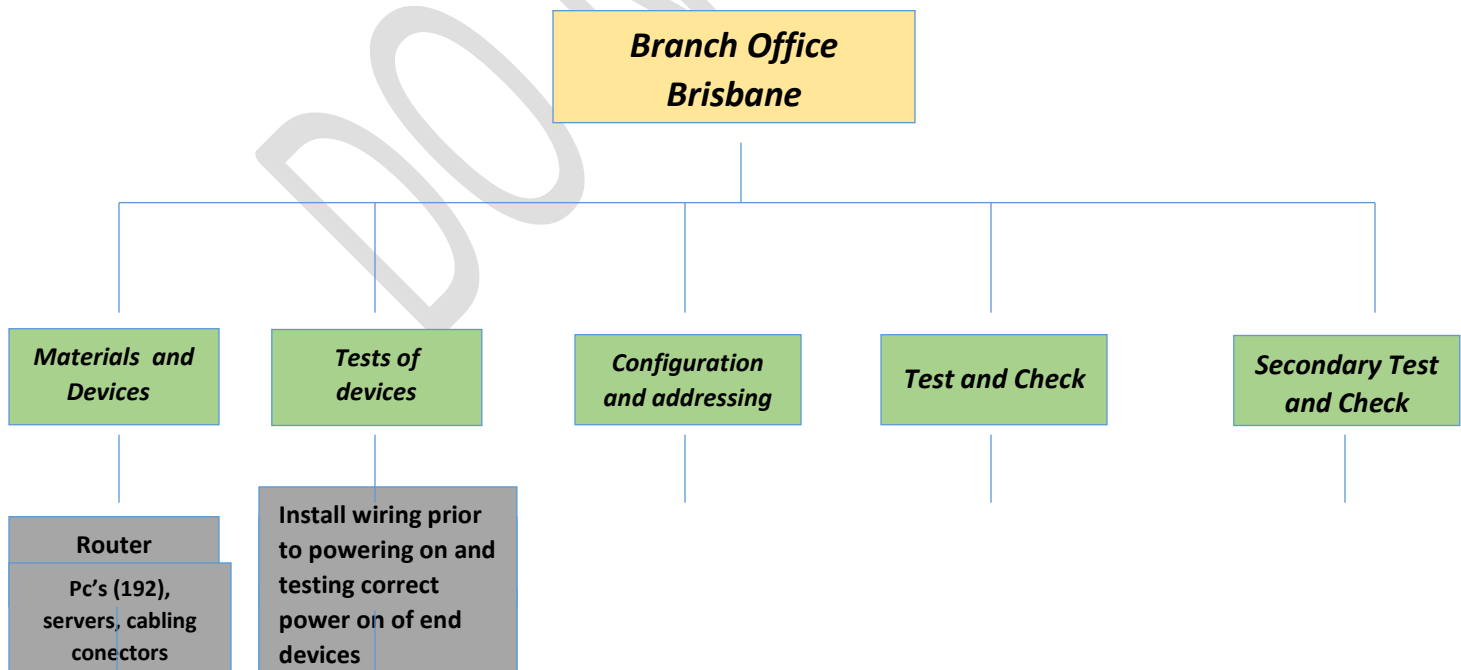 Branch Office
Brisbane
Materials and
Devices
Tests of
devices
Configuration
and addressing
Test and Check
Secondary Test
and Check
Router
Pc's (192),
servers, cabling
conectors
Install wiring prior
to powering on and
testing correct
power on of end
devices
DO